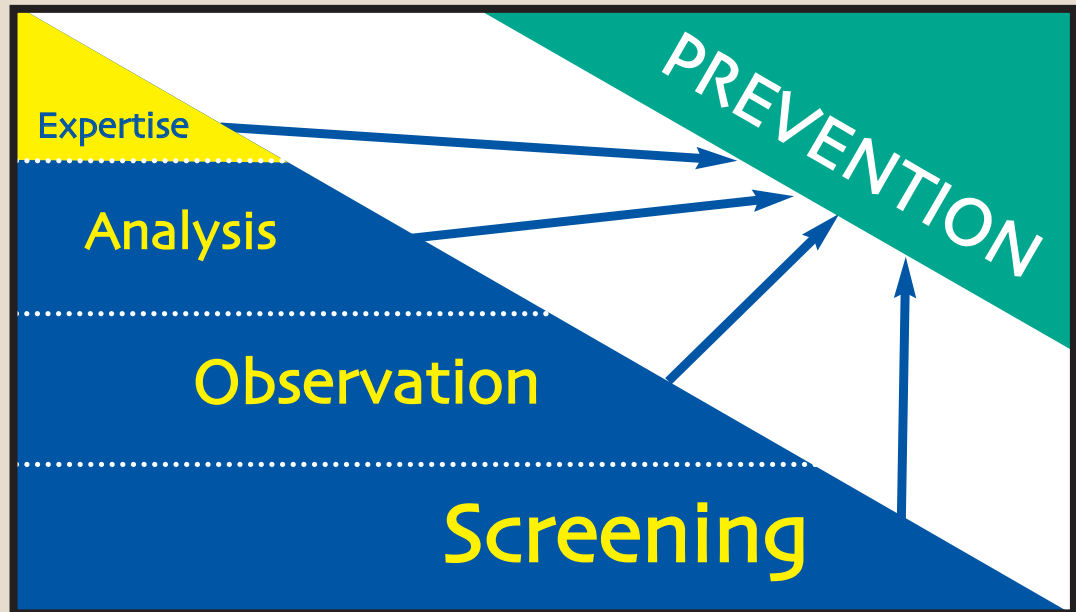 PREVENTION
Expertise
Analysis
Observation
Screening